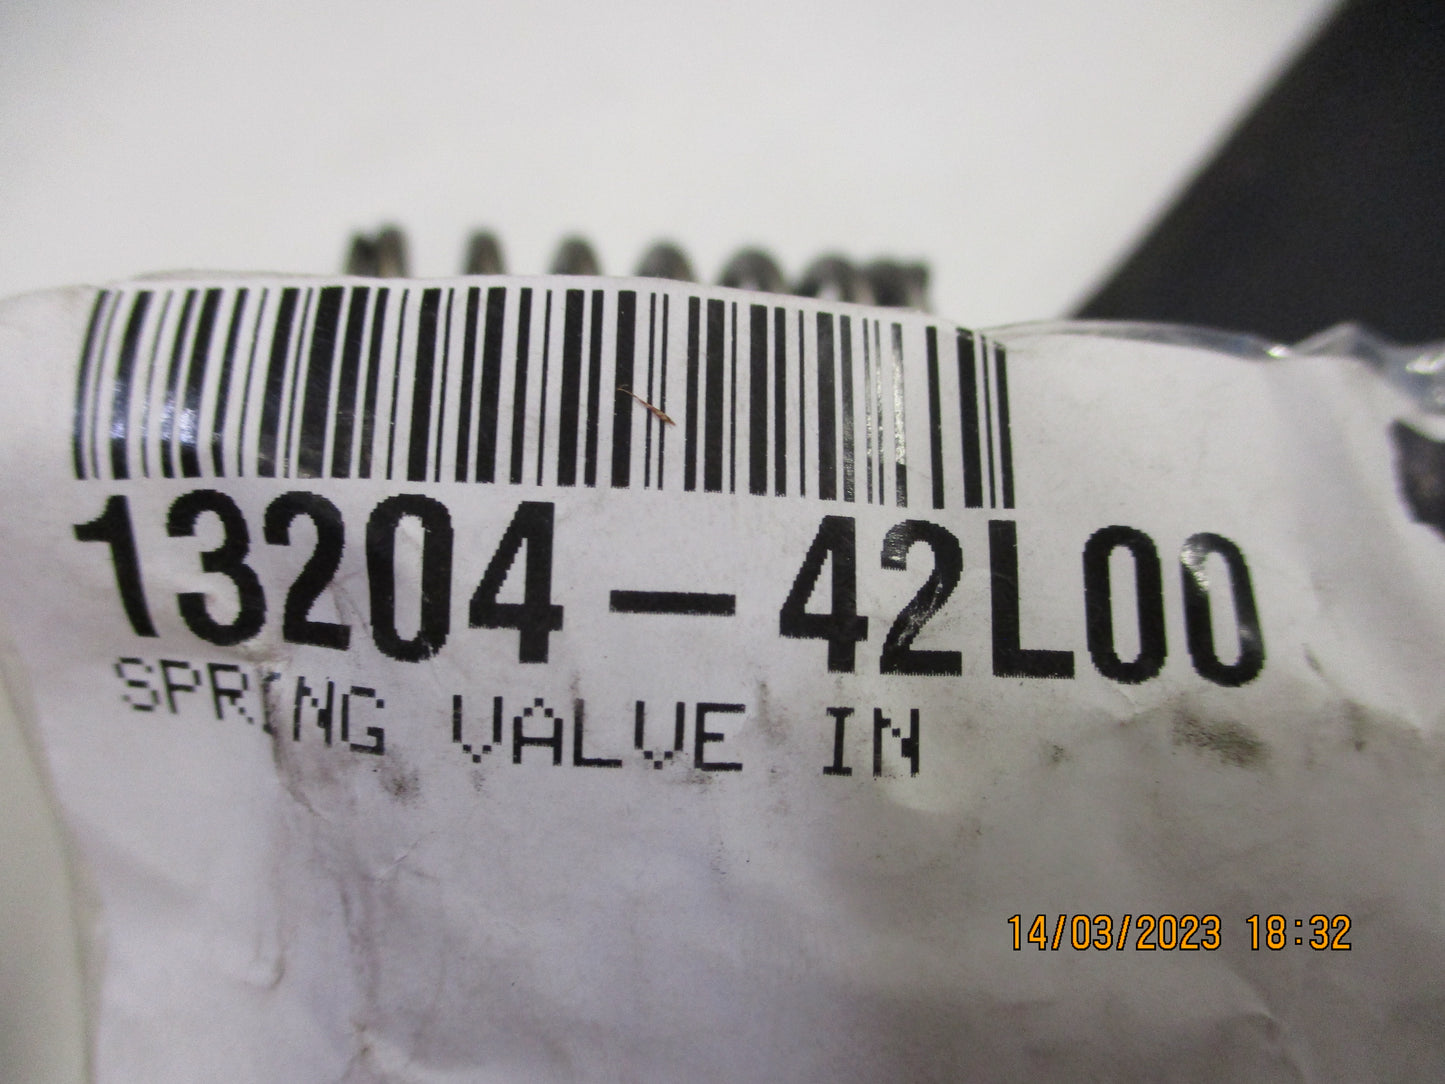 13204-42L00
SPRING VALVE IN
14/03/2023 18:32